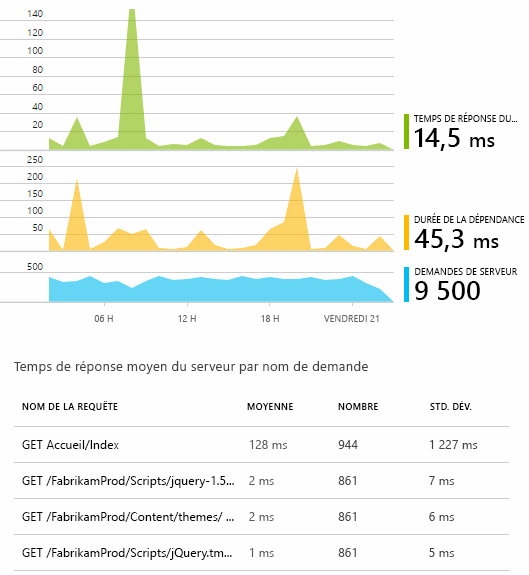 140
120
100
80
60
40
20
TEMPS DE RÉPONSE DU...
14,5 ms
250
200
150
100
50
DURÉE DE LA DÉPENDANCE
45,3 ms
500
DEMANDES DE SERVEUR
9 500
06 H 12 H 18 H VENDREDI 21
Temps de réponse moyen du serveur par nom de demande
NOM DE LA REQUÊTE MOYENNE NOMBRE STD. DÉV.
GET Accueil/Index 128 ms 944 1 227 ms
GET /FabrikamProd/Scripts/jquery-1.5... 2 ms 861 7 ms
GET /FabrikamProd/Content/themes/ ... 2 ms 861 6 ms
GET /FabrikamProd/Scripts/jQuery.tm... 1 ms 861 5 ms